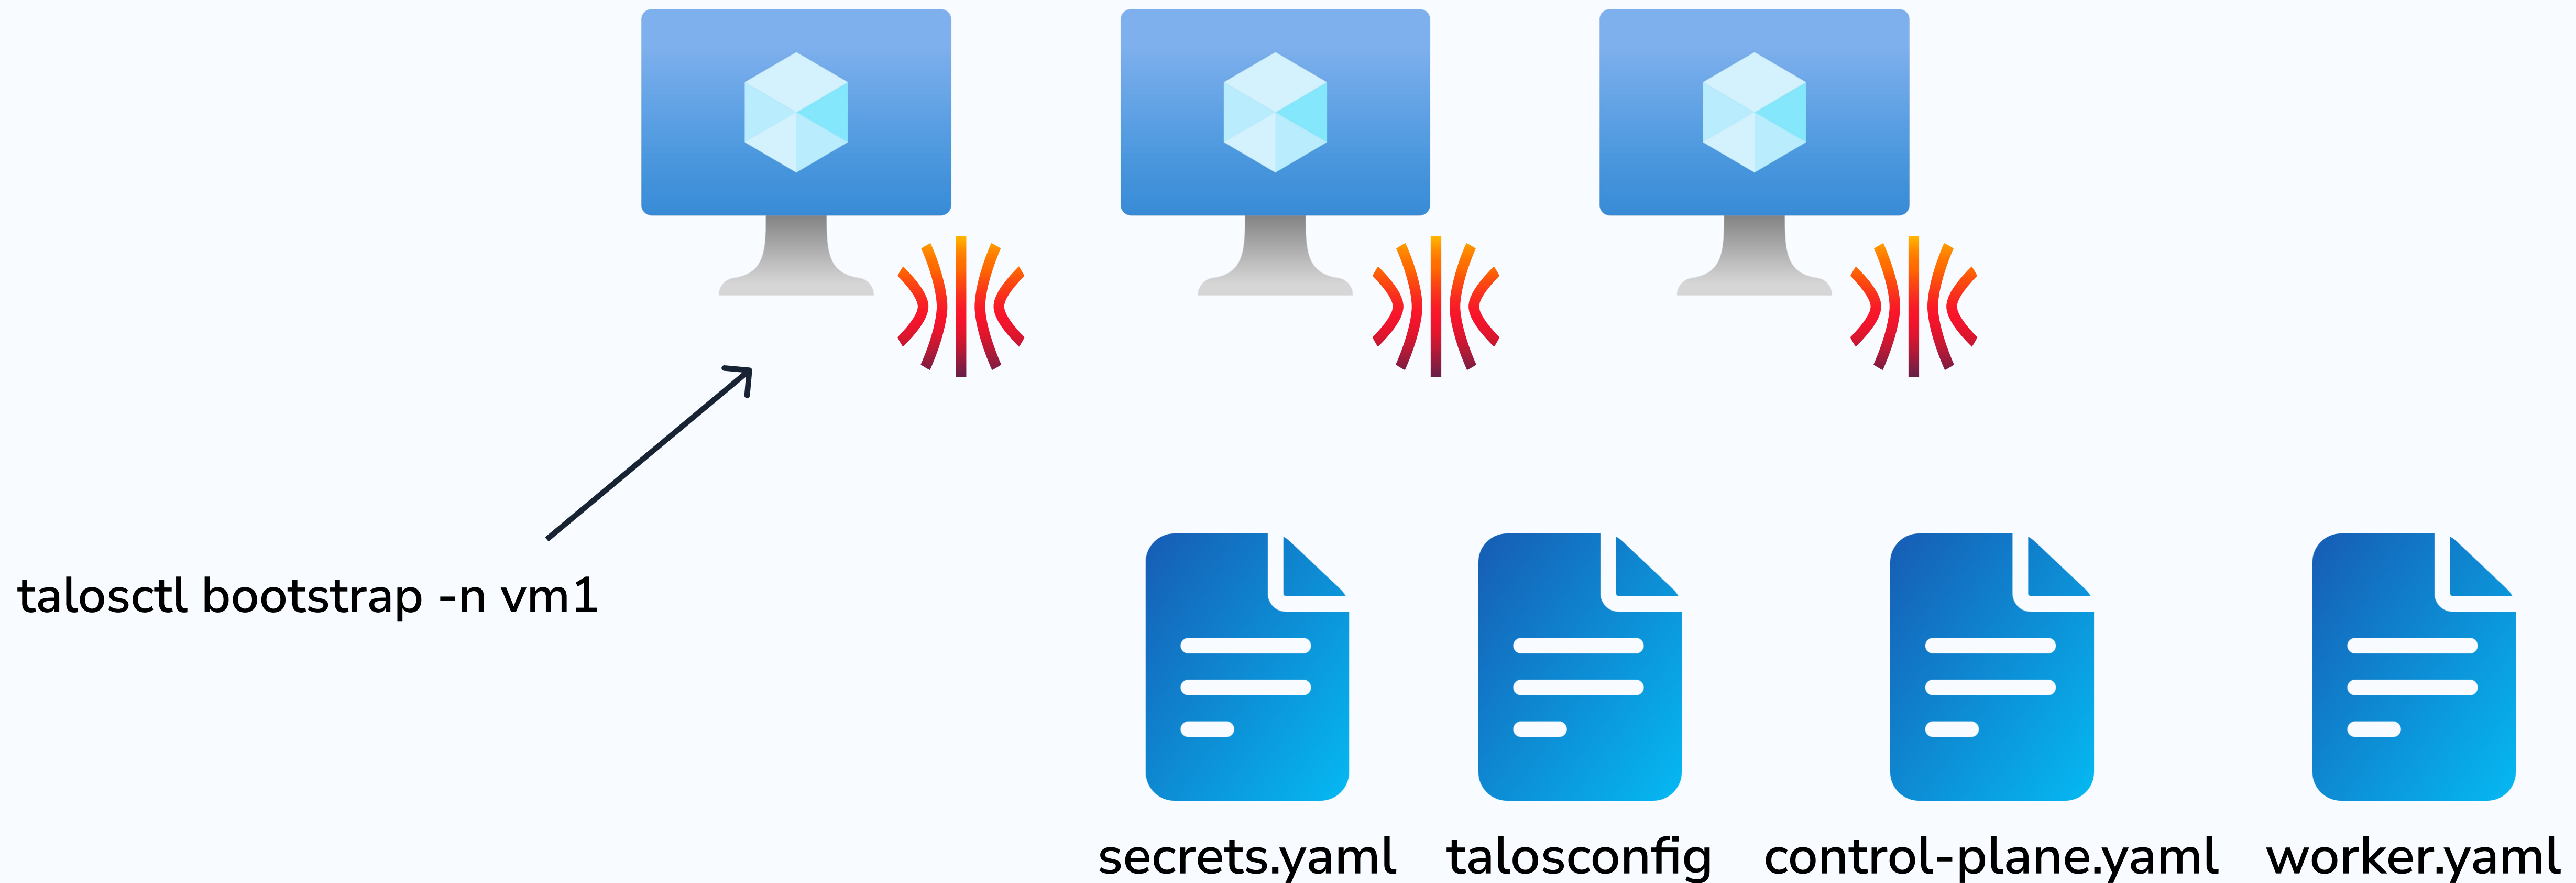 talosctl bootstrap -n vm1
secrets.yaml
talosconfig
control-plane.yaml
worker.yaml